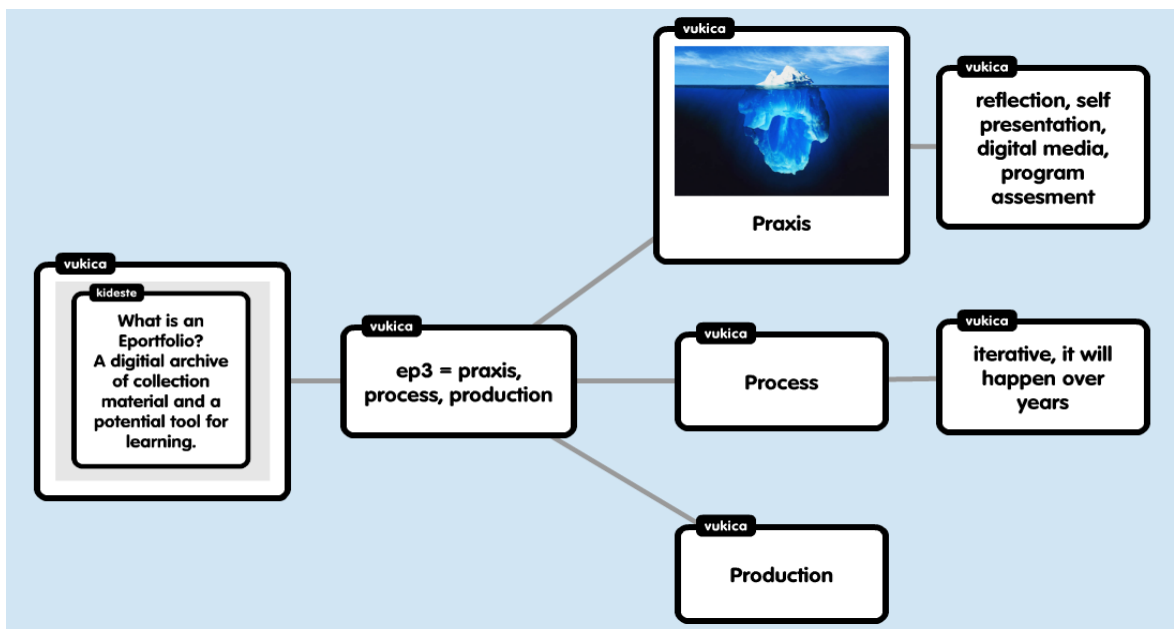 vukica
kideste
What is an
Eportfolio?
A digitial archive
of collection
material and a
potential tool for
learning.
vukica
ep3 = praxis,
process, production
vukica
Praxis
vukica
reflection, self
presentation,
digital media,
program
assesment
vukica
Process
vukica
iterative, it will
happen over
years
vukica
Production